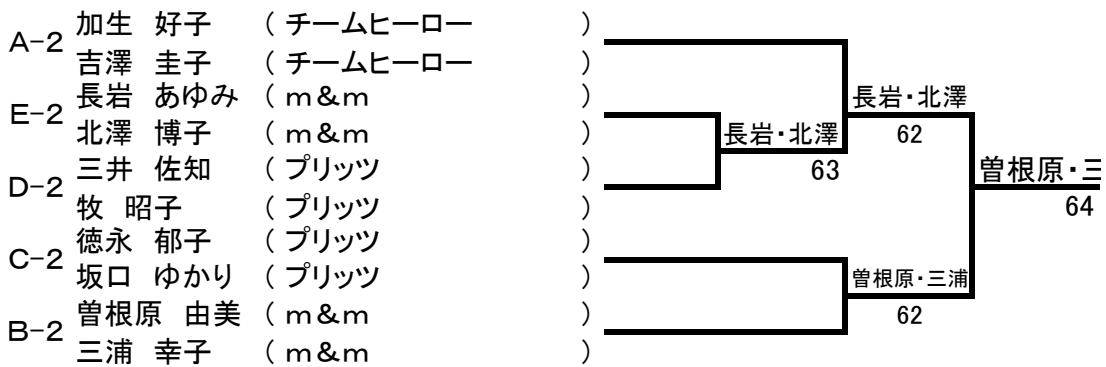 A-2 加生 好子 ( チームヒーロー )
吉澤 圭子 ( チームヒーロー )
E-2 長岩 あゆみ ( m&m )
北澤 博子 ( m&m )
D-2 三井 佐知 ( プリッツ )
牧 昭子 ( プリッツ )
C-2 徳永 郁子 ( プリッツ )
坂口 ゆかり ( プリッツ )
B-2 曽根原 由美 ( m&m )
三浦 幸子 ( m&m )
長岩・北澤
63
長岩・北澤
62
曽根原・三浦
62
曽根原・三
64